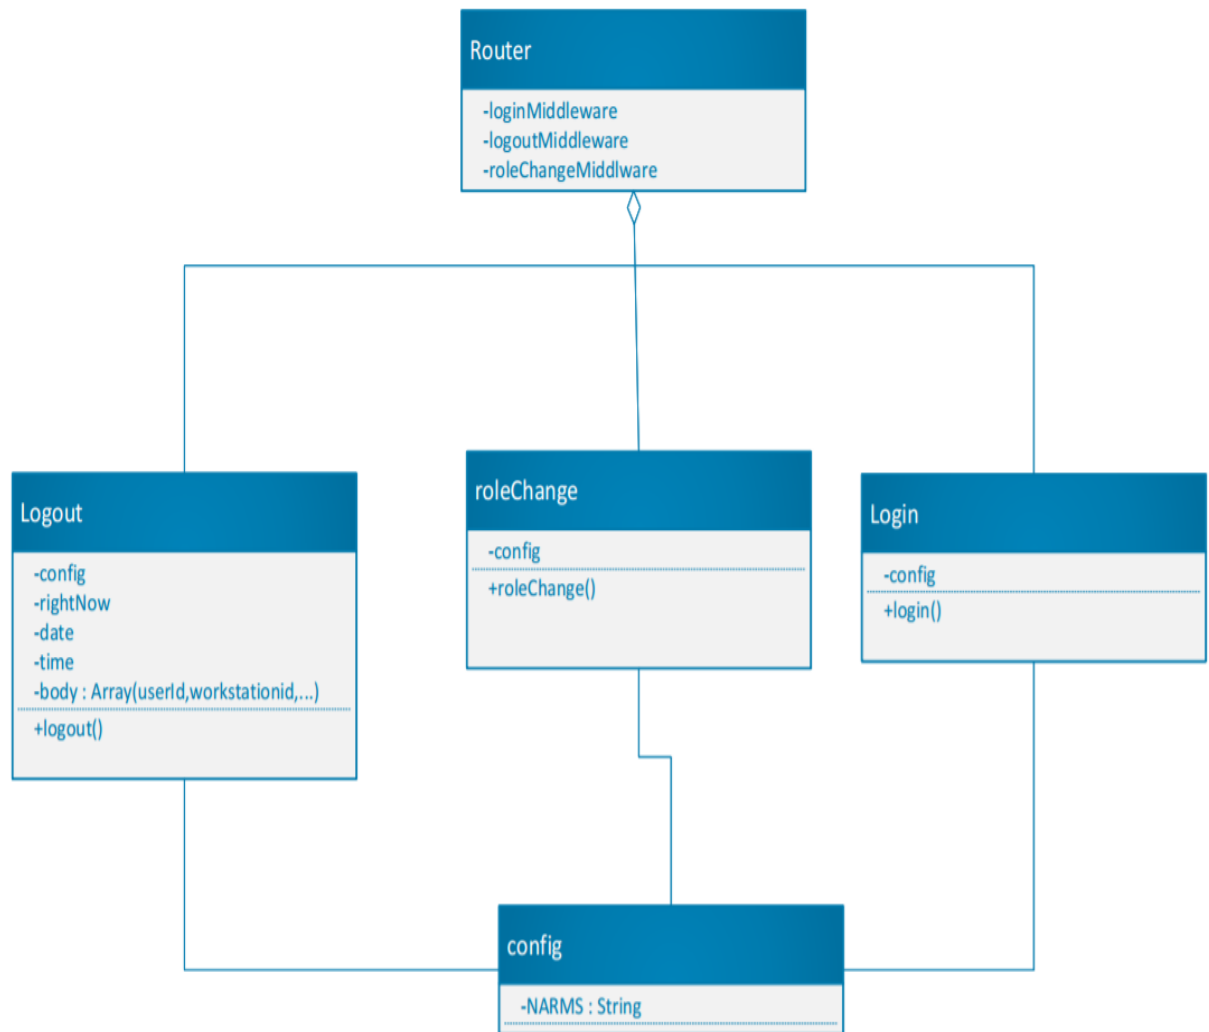 Router
-loginMiddleware
-logoutMiddleware
-roleChangeMiddlware
Logout
-config
-rightNow
-date
-time
-body : Array(userId,workstationid,...)
+logout()
roleChange
-config
+roleChange()
Login
-config
+login()
config
-NARMS : String